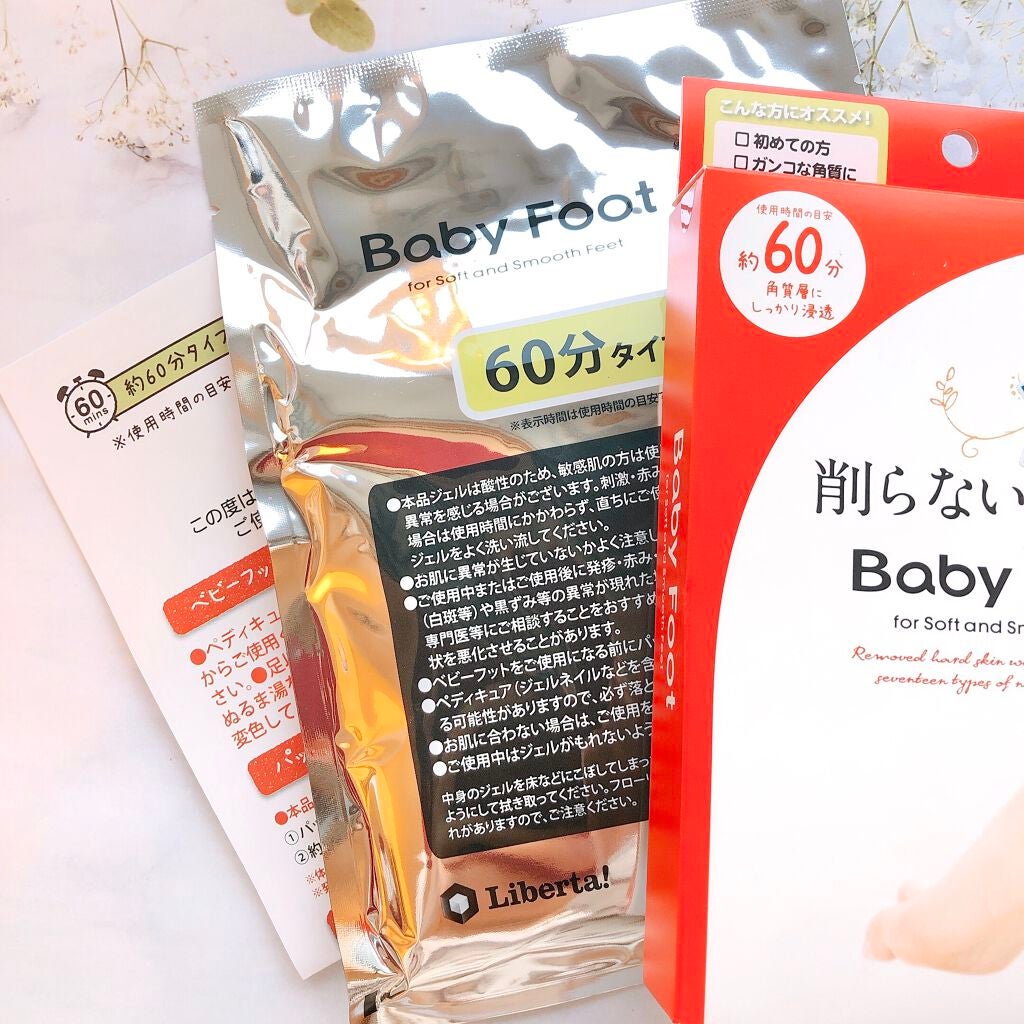 こんな方にオススメ!
□ 初めての方
□ ガンコな角質に
使用時間の目安
約60分
角質層に
しっかり浸透
削らない
Baby
for Soft and Sm
Removed hard skin w
seventeen types of n
Baby Foot
for Soft and Smooth Feet
Baby Foot
for Soft and Smooth Feet
60分タイ
※表示時間は使用時間の目安
●本品ジェルは酸性のため、敏感肌の方は使
異常を感じる場合がございます。刺激・赤み
場合は使用時間にかかわらず、直ちにご使
ジェルをよく洗い流してください。
●お肌に異常が生じていないかよく注意し
●ご使用中またはご使用後に発疹・赤み・
(白斑等)や黒ずみ等の異常が現れた
専門医等にご相談することをおすすめ
状を悪化させることがあります。
●ベビーフットをご使用になる前にパ
●ペディキュア(ジェルネイルなどを含
る可能性がありますので、必ず落と
●お肌に合わない場合は、ご使用を
●ご使用中はジェルがもれないよう
中身のジェルを床などにこぼしてしまっ
ようにして拭き取ってください。フロー
れがありますので、ご注意ください。
Liberta!
60 mins
約60分タイプ
※使用時間の目安
この度は
ご使
ベビーフッ
●ペディキュ
からご使用く
さい。●足
ぬるま湯
変色して
パッ
●本品
①パッ
②約